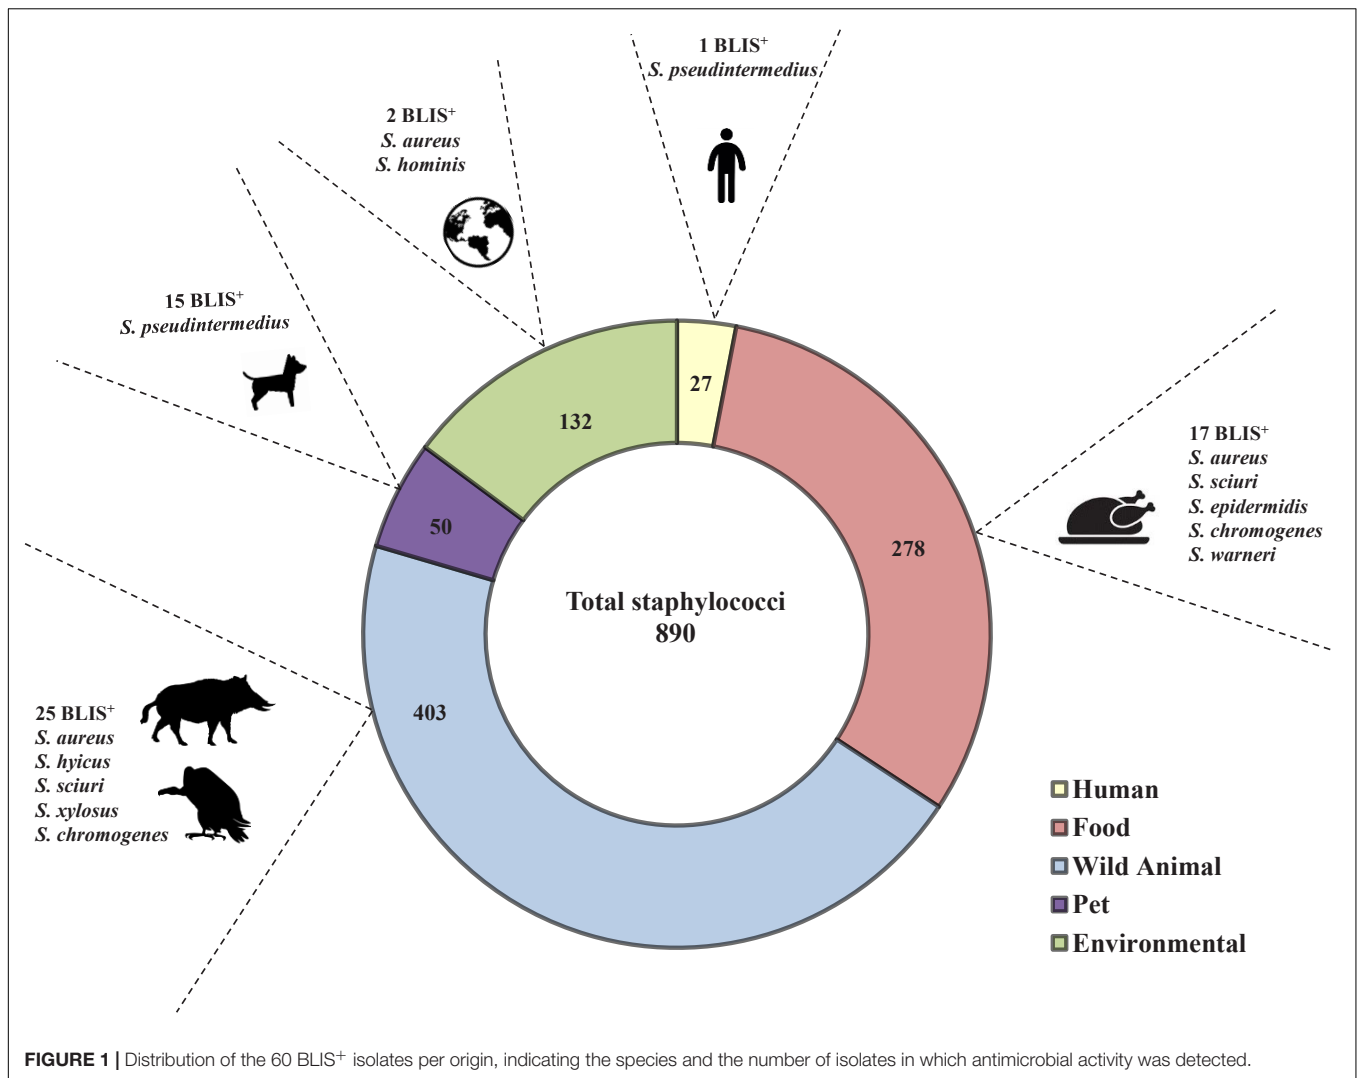 1 BLIS+
S. pseudintermedius
2 BLIS+
S. aureus
S. hominis
15 BLIS+
S. pseudintermedius
27
132
278
50
403
17 BLIS+
S. aureus
S. sciuri
S. epidermidis
S. chromogenes
S. warneri
Total staphylococci
890
25 BLIS+
S. aureus
S. hyicus
S. sciuri
S. xylosus
S. chromogenes
Human
Food
Wild Animal
Pet
Environmental
FIGURE 1 | Distribution of the 60 BLIS+ isolates per origin, indicating the species and the number of isolates in which antimicrobial activity was detected.